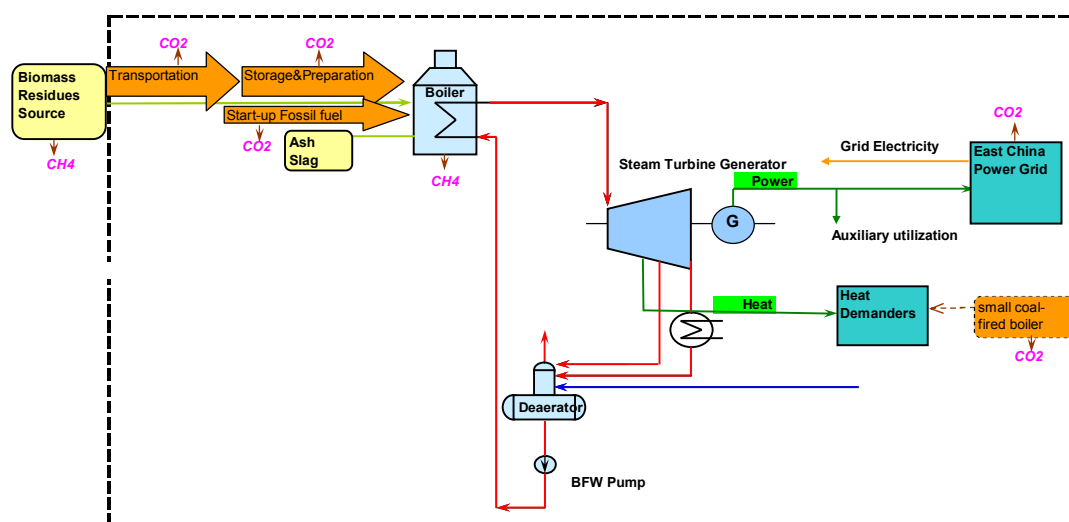 CO2
CO2
Biomass
Residues
Source
Transportation
Storage&Preparation
Boiler
Start-up Fossil fuel
CO2
Ash
Slag
CH4
CH4
CO2
Grid Electricity
East China
Power Grid
Steam Turbine Generator
Power
G
Auxiliary utilization
Heat
Heat
Demanders
small coal-
fired boiler
CO2
Deaerator
BFW Pump